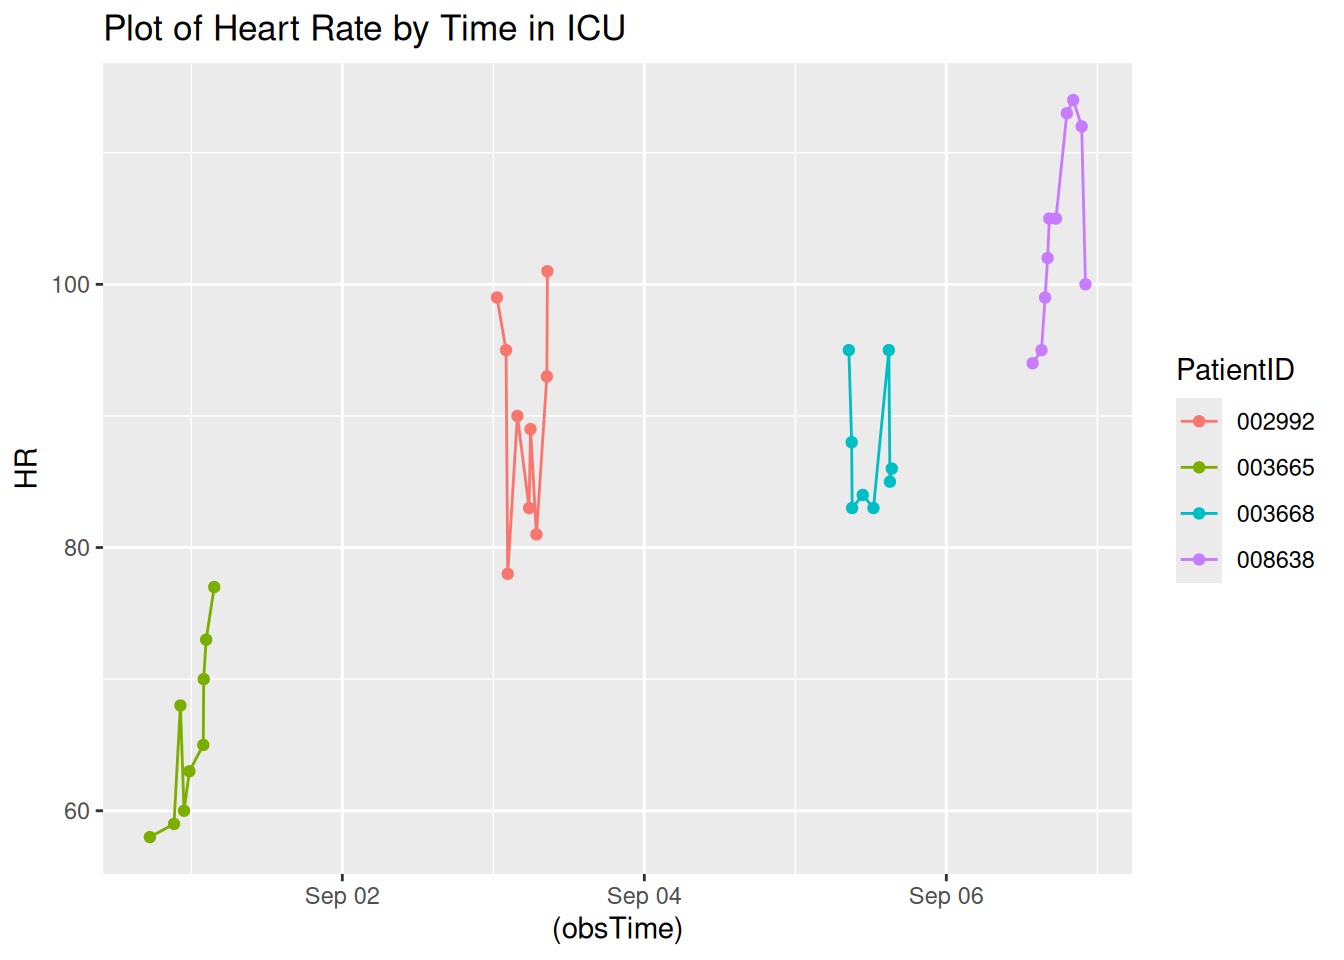 Plot of Heart Rate by Time in ICU
HR
100
80
60
Sep 02
Sep 04
Sep 06
(obsTime)
PatientID
002992
003665
003668
008638